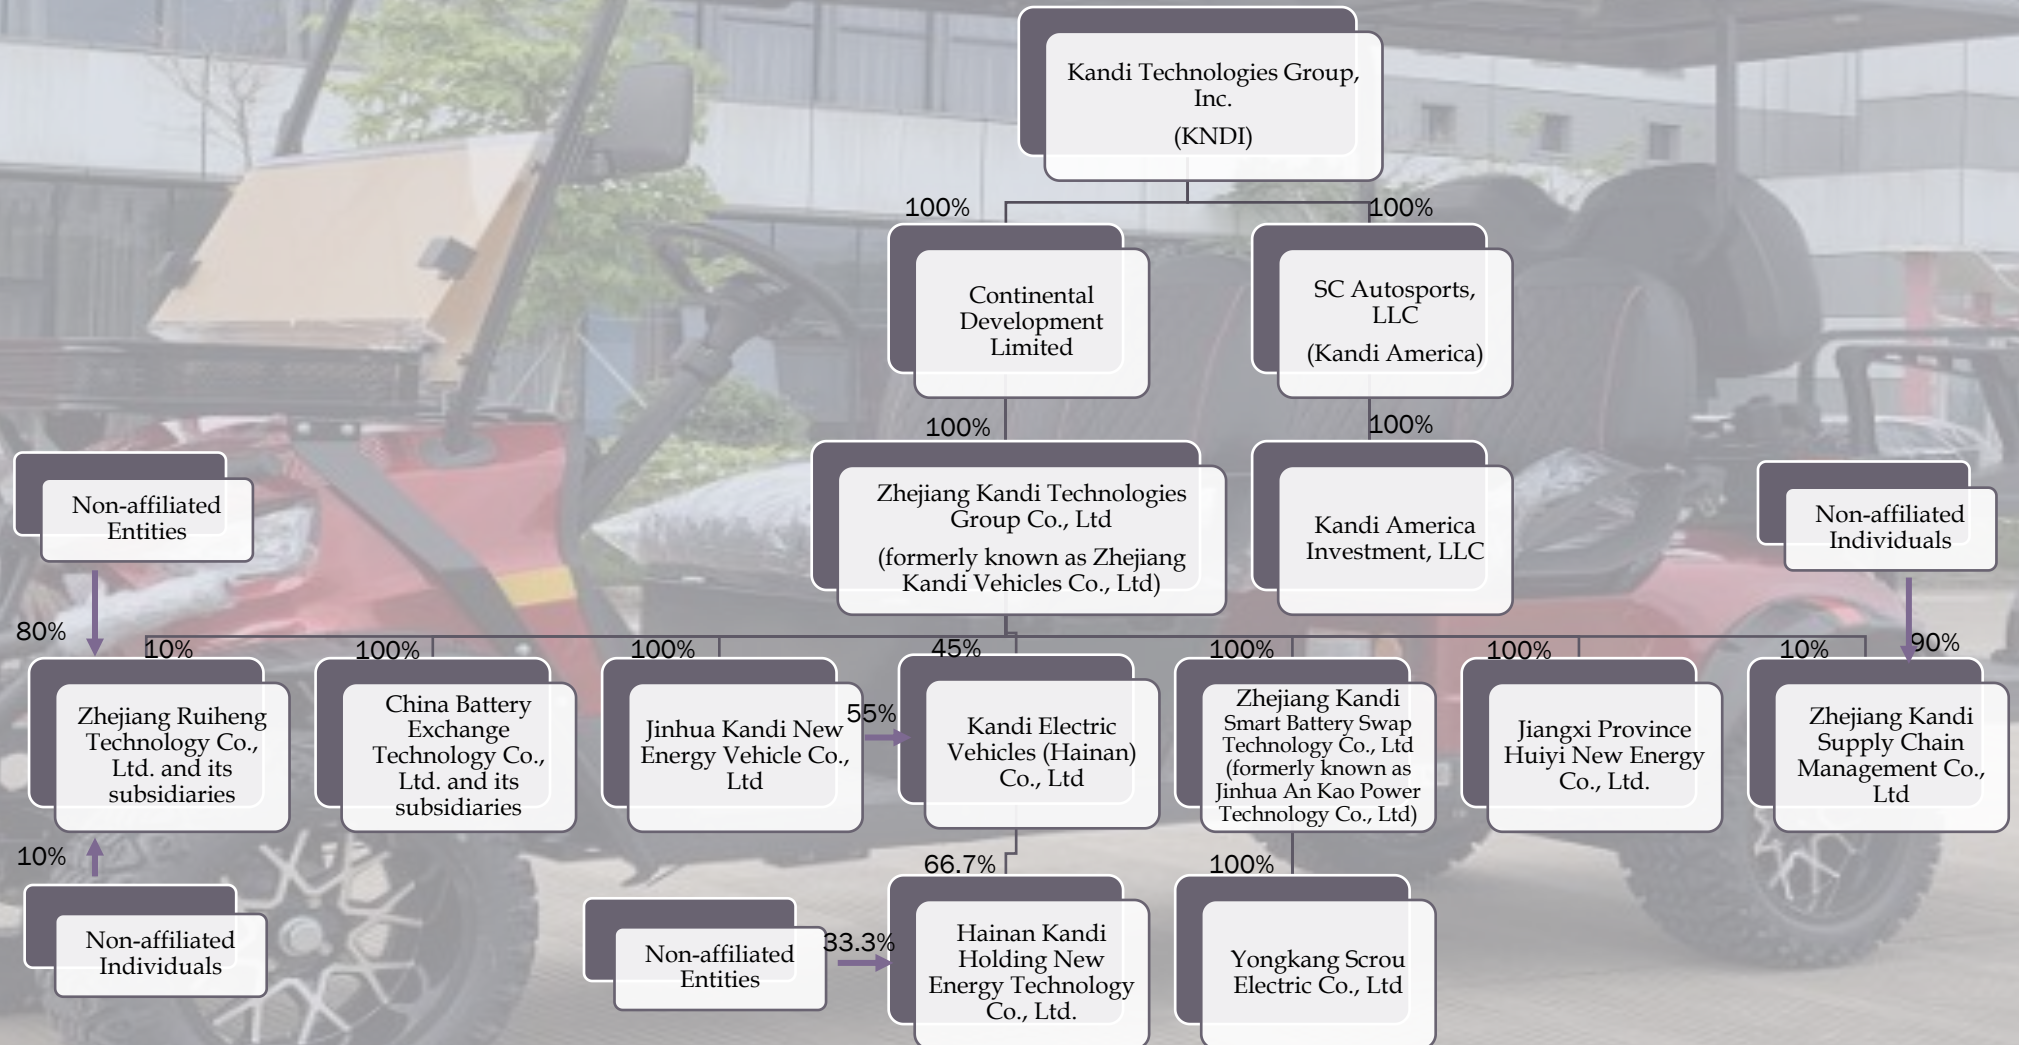 Kandi Technologies Group,
Inc.
(KNDI)
100%
100%
Continental
Development
Limited
SC Autosports,
LLC
(Kandi America)
100%
100%
Zhejiang Kandi Technologies
Group Co., Ltd
(formerly known as Zhejiang
Kandi Vehicles Co., Ltd)
Kandi America
Investment, LLC
Non-affiliated
Entities
Non-affiliated
Individuals
80%
10%
100%
100%
45%
100%
100%
10%
90%
Zhejiang Ruiheng
Technology Co.,
Ltd. and its
subsidiaries
China Battery
Exchange
Technology Co.,
Ltd. and its
subsidiaries
Jinhua Kandi New
Energy Vehicle Co.,
Ltd
55%
Kandi Electric
Vehicles (Hainan)
Co., Ltd
Zhejiang Kandi
Smart Battery Swap
Technology Co., Ltd
(formerly known as
Jinhua An Kao Power
Technology Co., Ltd)
Jiangxi Province
Huiyi New Energy
Co., Ltd.
Zhejiang Kandi
Supply Chain
Management Co.,
Ltd
10%
66.7%
100%
Non-affiliated
Individuals
Non-affiliated
Entities
33.3%
Hainan Kandi
Holding New
Energy Technology
Co., Ltd.
Yongkang Scrou
Electric Co., Ltd